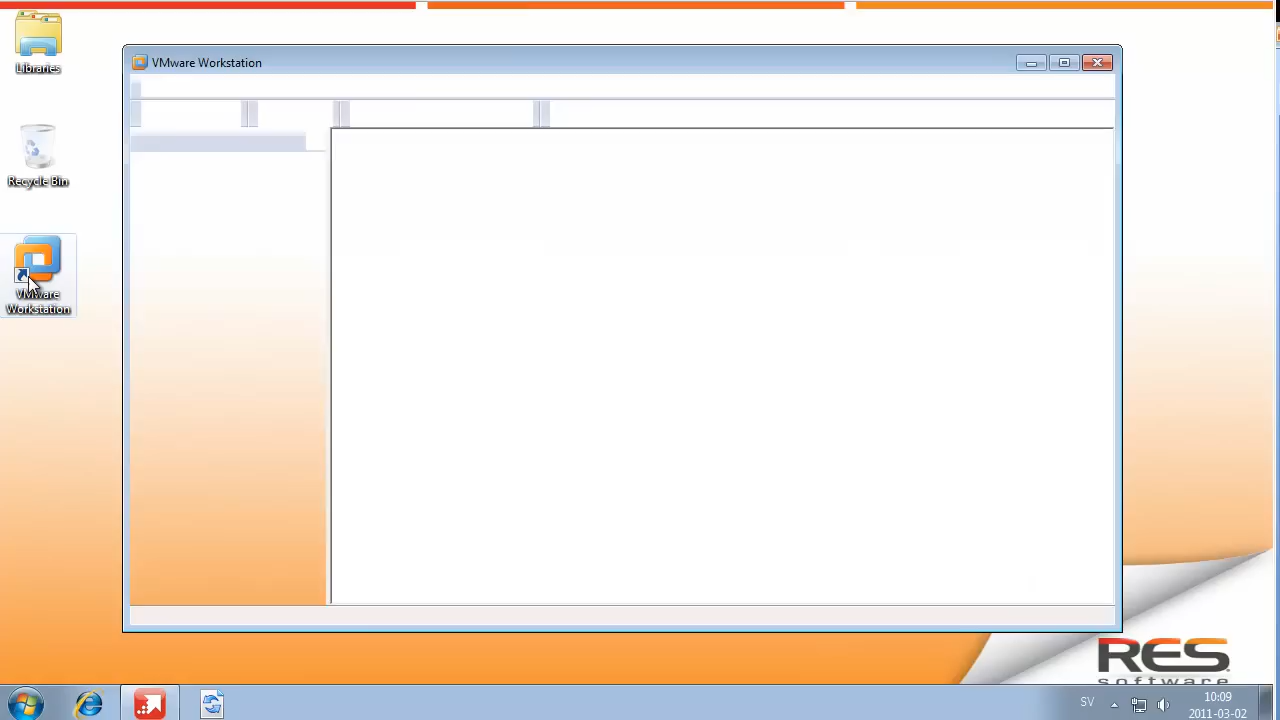 Libraries
Recycle Bin
VMware
Workstation
VMware Workstation
RES
software
SV
10:09
2011-03-02